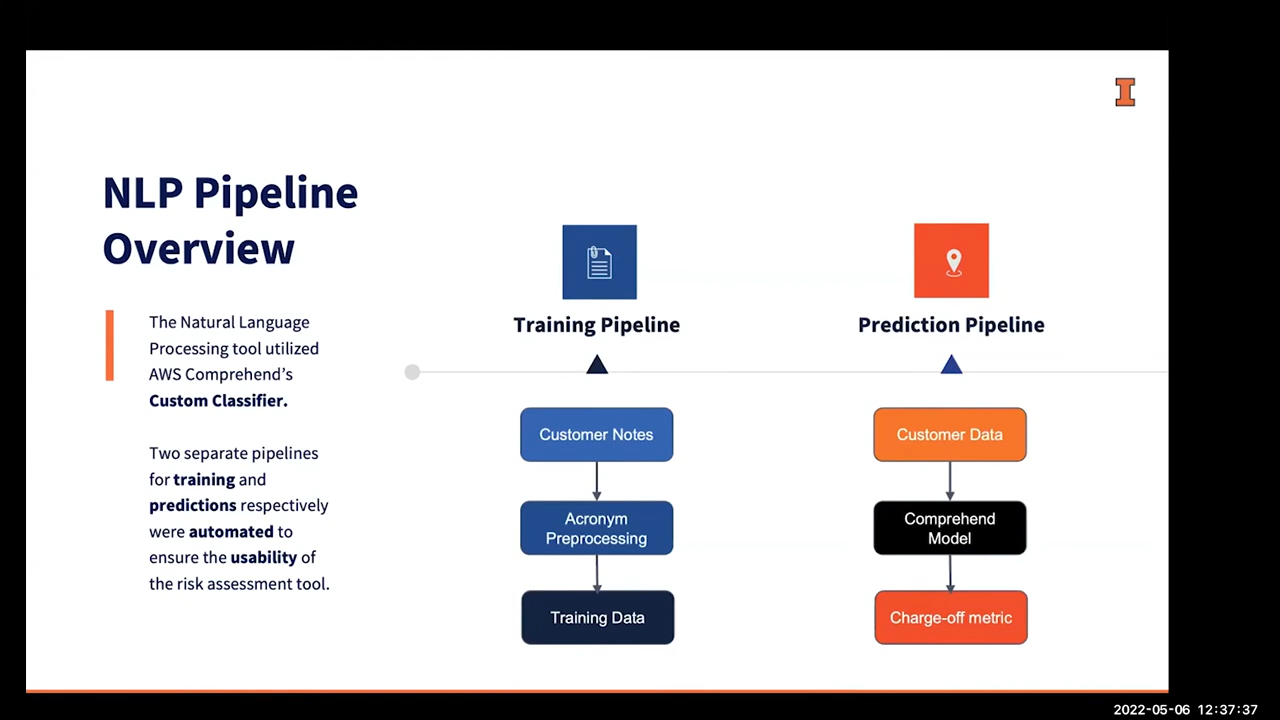 NLP Pipeline
Overview
The Natural Language
Processing tool utilized
AWS Comprehend’s
Custom Classifier.
Two separate pipelines
for training and
predictions respectively
were automated to
ensure the usability of
the risk assessment tool.
Training Pipeline
Customer Notes
Acronym
Preprocessing
Training Data
Prediction Pipeline
Customer Data
Comprehend
Model
Charge-off metric
I
2022-05-06 12:37:37